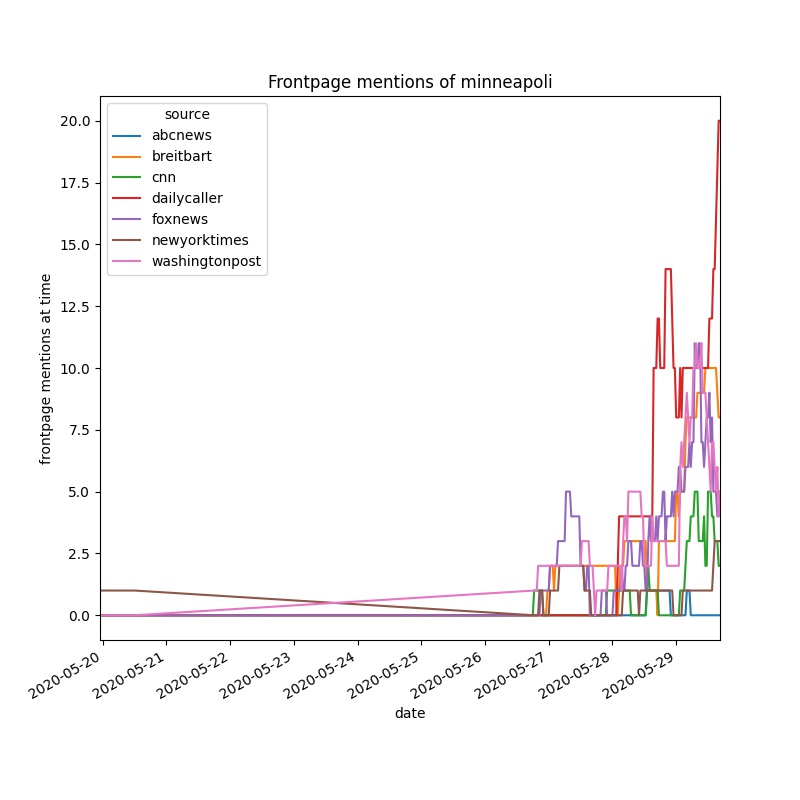 Frontpage mentions of minneapoli
source
abcnews
breitbart
cnn
dailycaller
foxnews
newyorktimes
washingtonpost
frontpage mentions at time
20.0
17.5
15.0
12.5
10.0
7.5
5.0
2.5
0.0
2020-05-20
2020-05-21
2020-05-22
2020-05-23
2020-05-24
2020-05-25
2020-05-26
2020-05-27
2020-05-28
2020-05-29
date